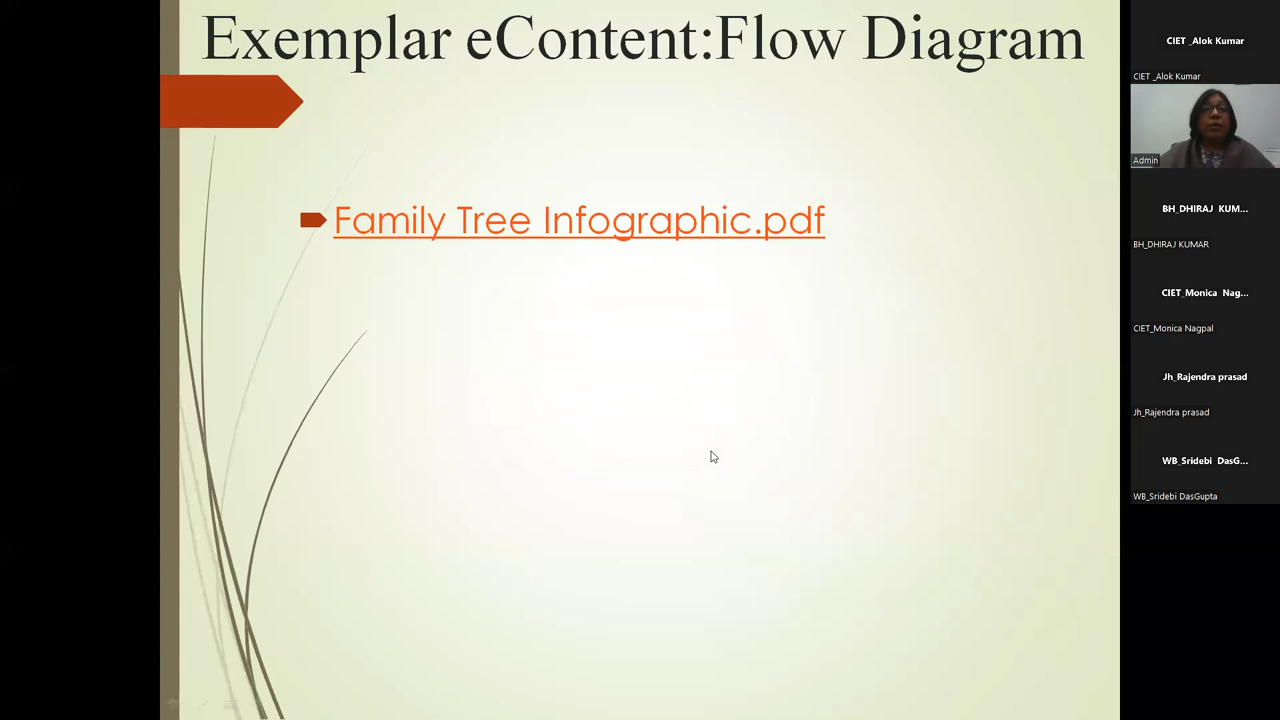 Exemplar eContent:Flow Diagram
Family Tree Infographic.pdf
CIET _Alok Kumar
CIET _Alok Kumar
Admin
BH_DHIRAJ KUM...
BH_DHIRAJ KUMAR
CIET_Monica Nag...
CIET_Monica Nagpal
Jh_Rajendra prasad
Jh_Rajendra prasad
WB_Sridebi DasG...
WB_Sridebi DasGupta